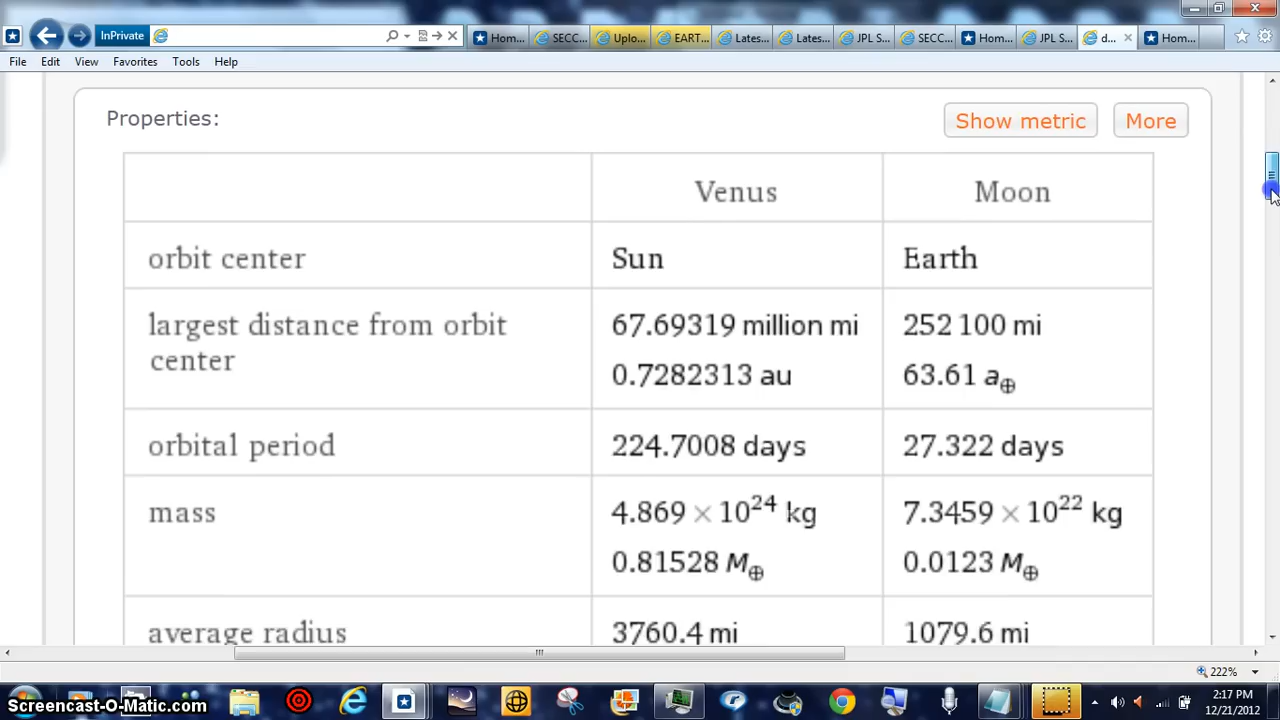 InPrivate
Hom...
SECC...
Uplo...
EART...
Lates...
Lates...
JPL S...
SECC...
Hom...
JPL S...
d...
Hom...
File Edit View Favorites Tools Help
Properties:
Show metric
More
Venus Moon
orbit center Sun Earth
largest distance from orbit center 67.69319 million mi 252 100 mi
0.7282313 au 63.61 a⊕
orbital period 224.7008 days 27.322 days
mass 4.869 × 10²⁴ kg 7.3459 × 10²² kg
0.81528 M⊕ 0.0123 M⊕
average radius 3760.4 mi 1079.6 mi
222%
Screencast-O-Matic.com
2:17 PM
12/21/2012